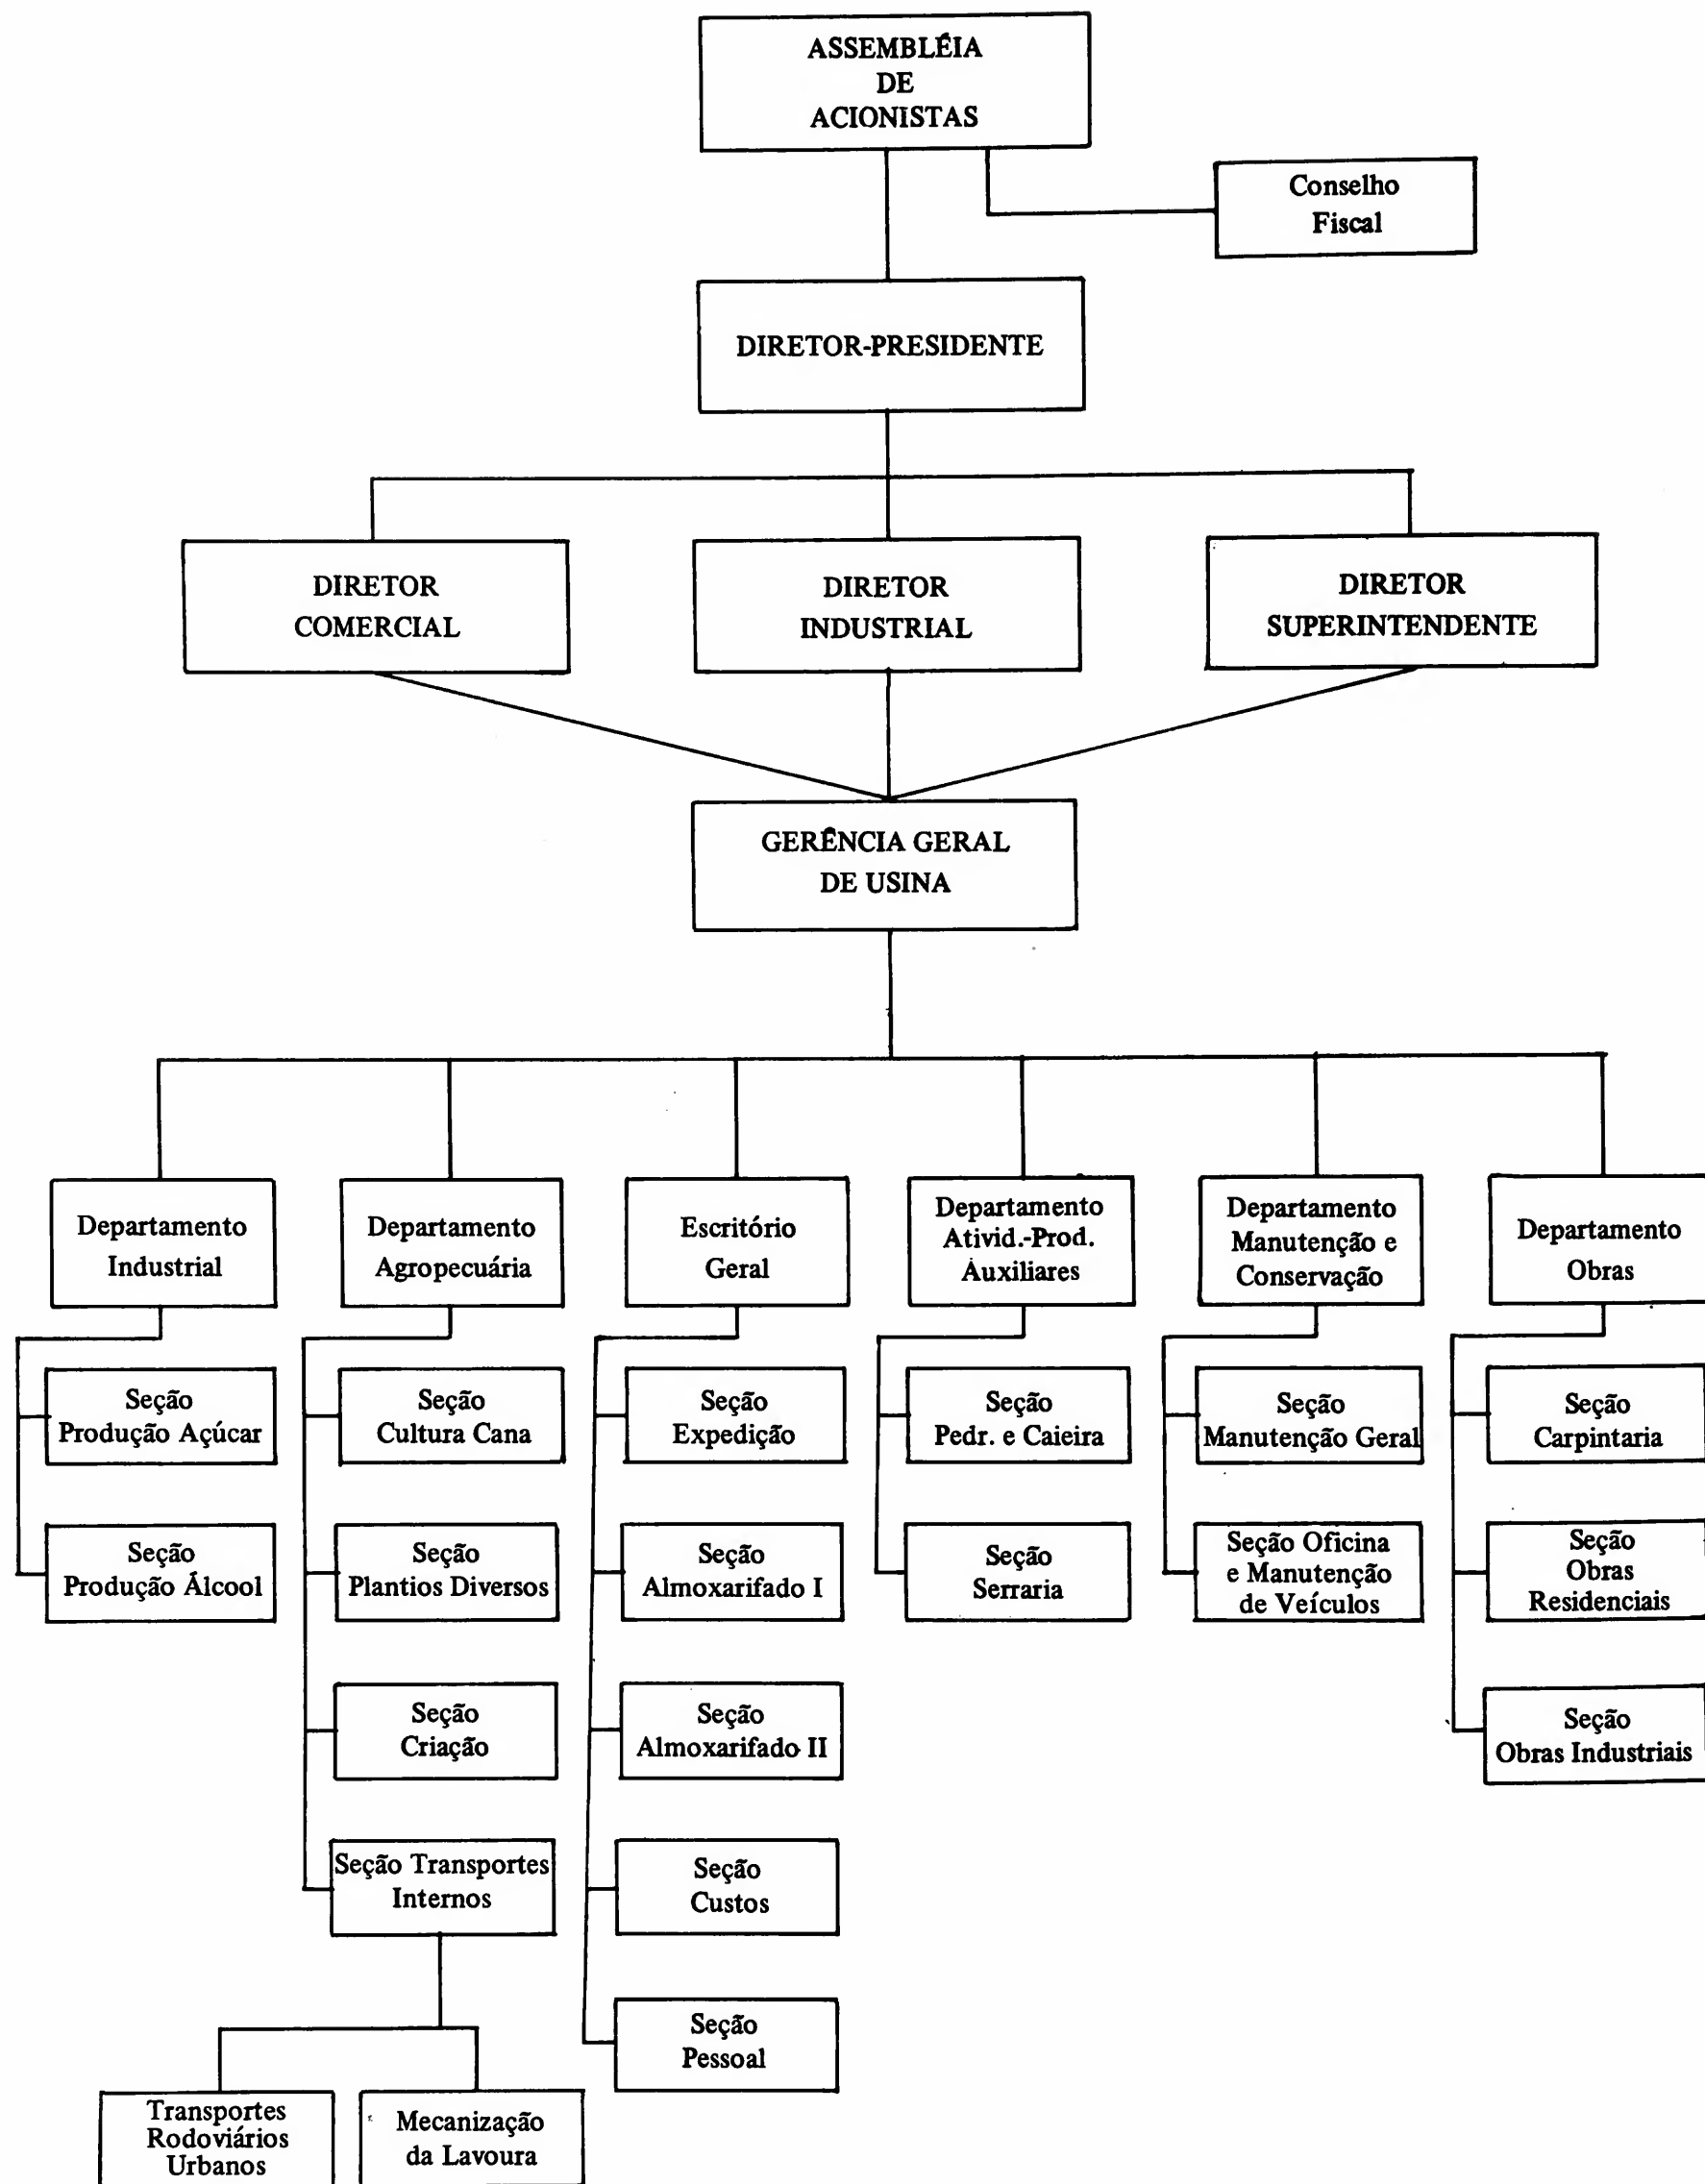 ASSEMBLÉIA
DE
ACIONISTAS
Conselho
Fiscal
DIRETOR-PRESIDENTE
DIRETOR
COMERCIAL
DIRETOR
INDUSTRIAL
DIRETOR
SUPERINTENDENTE
GERÊNCIA GERAL
DE USINA
Departamento
Industrial
Departamento
Agropecuária
Escritório
Geral
Departamento
Ativid.-Prod.
Auxiliares
Departamento
Manutenção e
Conservação
Departamento
Obras
Seção
Produção Açúcar
Seção
Cultura Cana
Seção
Expedição
Seção
Pedr. e Caieira
Seção
Manutenção Geral
Seção
Carpintaria
Seção
Produção Álcool
Seção
Plantios Diversos
Seção
Almoxarifado I
Seção
Serraria
Seção Oficina
e Manutenção
de Veículos
Seção
Obras
Residenciais
Seção
Criação
Seção
Almoxarifado II
Seção
Obras Industriais
Seção Transportes
Internos
Seção
Custos
Seção
Pessoal
Transportes
Rodoviários
Urbanos
Mecanização
da Lavoura